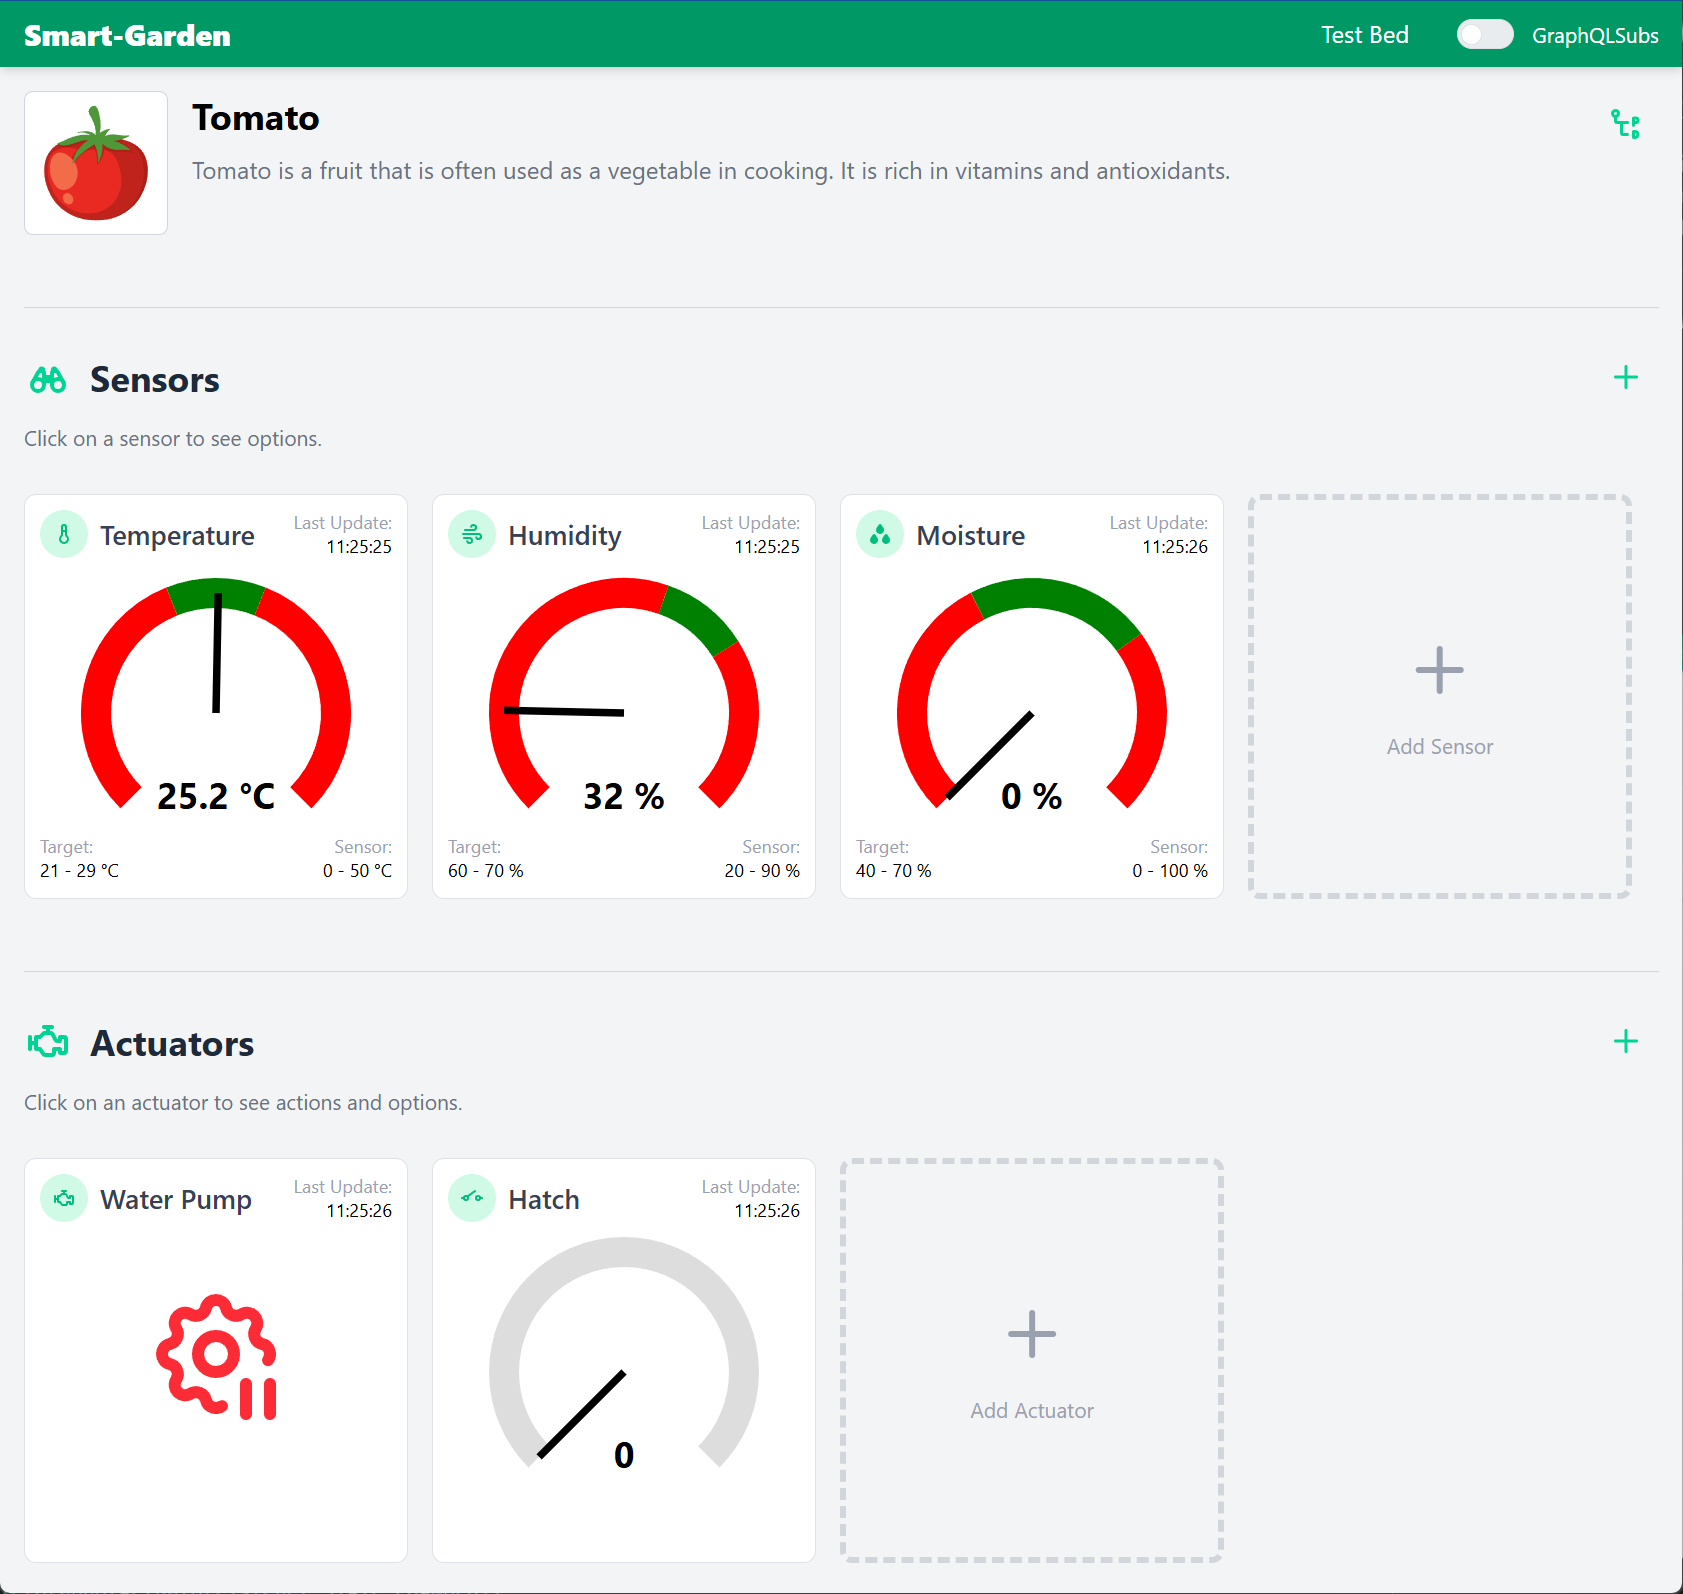 Smart-Garden
Test Bed
GraphQLSubs
Tomato
Tomato is a fruit that is often used as a vegetable in cooking. It is rich in vitamins and antioxidants.
Sensors
Click on a sensor to see options.
Temperature
Last Update:
11:25:25
25.2 °C
Target:
21 - 29 °C
Sensor:
0 - 50 °C
Humidity
Last Update:
11:25:25
32 %
Target:
60 - 70 %
Sensor:
20 - 90 %
Moisture
Last Update:
11:25:26
0 %
Target:
40 - 70 %
Sensor:
0 - 100 %
Add Sensor
Actuators
Click on an actuator to see actions and options.
Water Pump
Last Update:
11:25:26
Hatch
Last Update:
11:25:26
0
Add Actuator